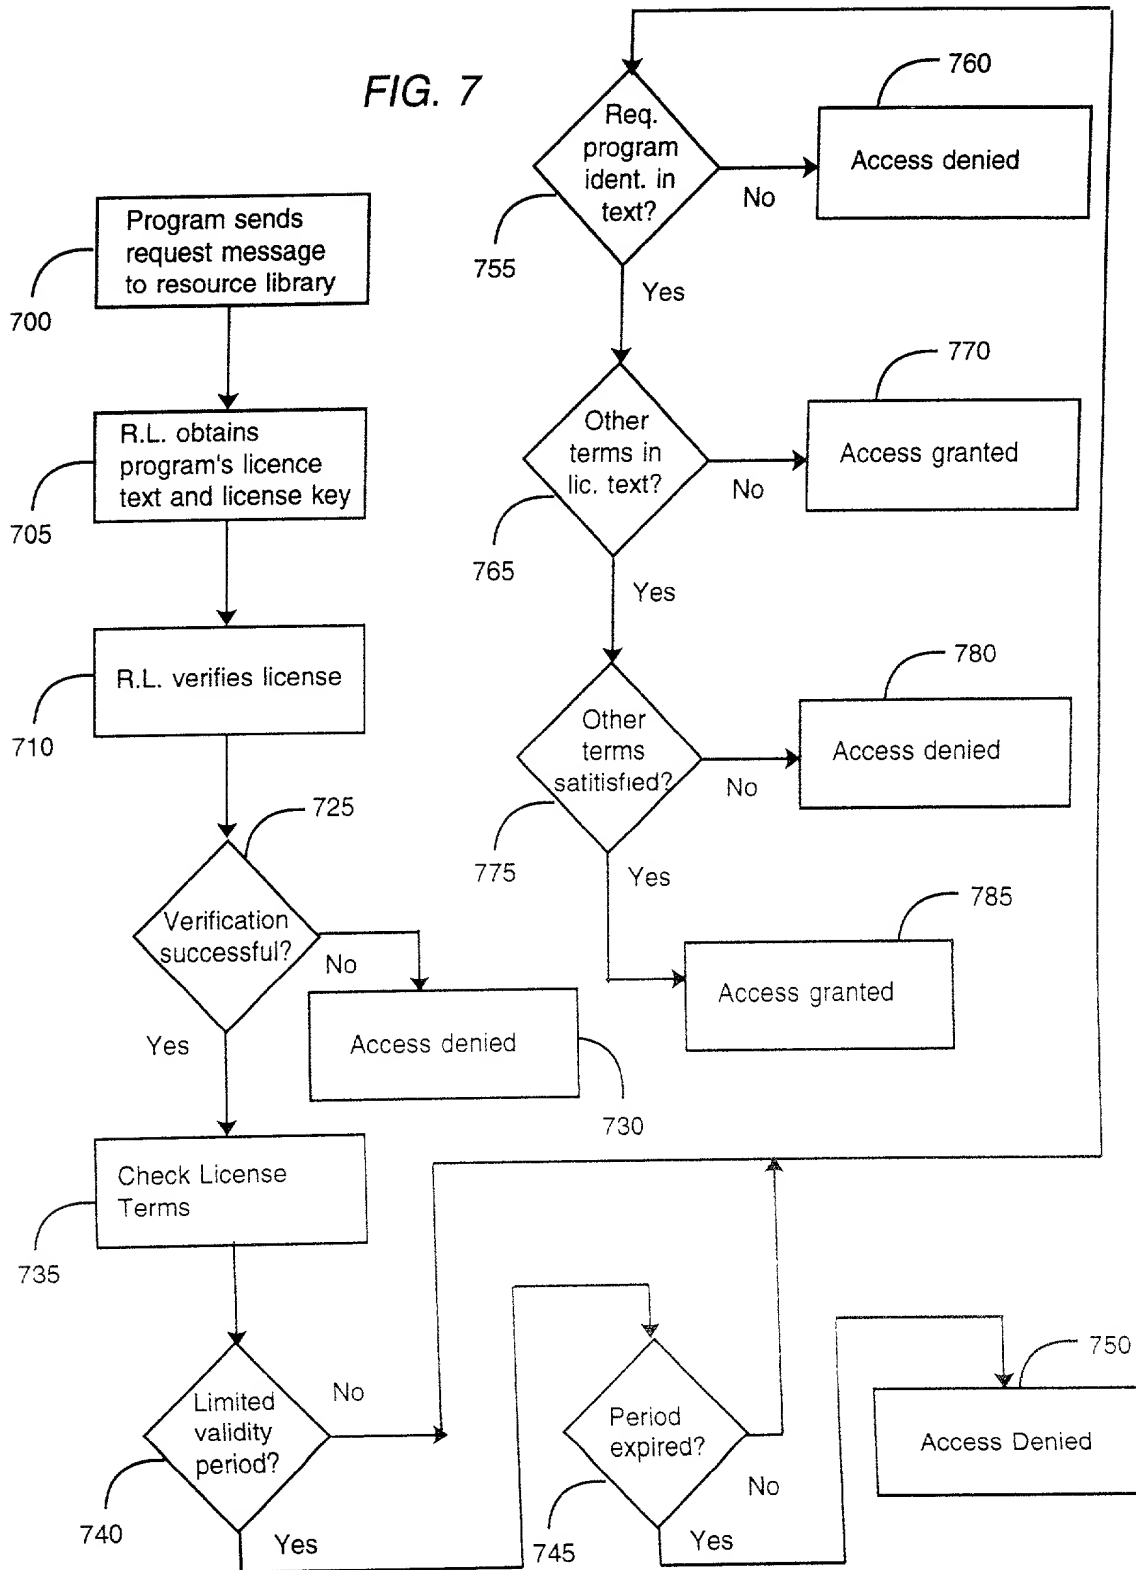 FIG. 7
Program sends
request message
to resource library
700
R.L. obtains
program's licence
text and license key
705
R.L. verifies license
710
725
Verification
successful?
No
Yes
Access denied
730
Check License
Terms
735
Limited
validity
period?
No
740
Yes
Period
expired?
No
745
Yes
750
Access Denied
Req.
program
ident. in
text?
755
No
Yes
760
Access denied
Other
terms in
lic. text?
765
No
Yes
770
Access granted
Other
terms
satitisfied?
775
No
Yes
780
Access denied
785
Access granted